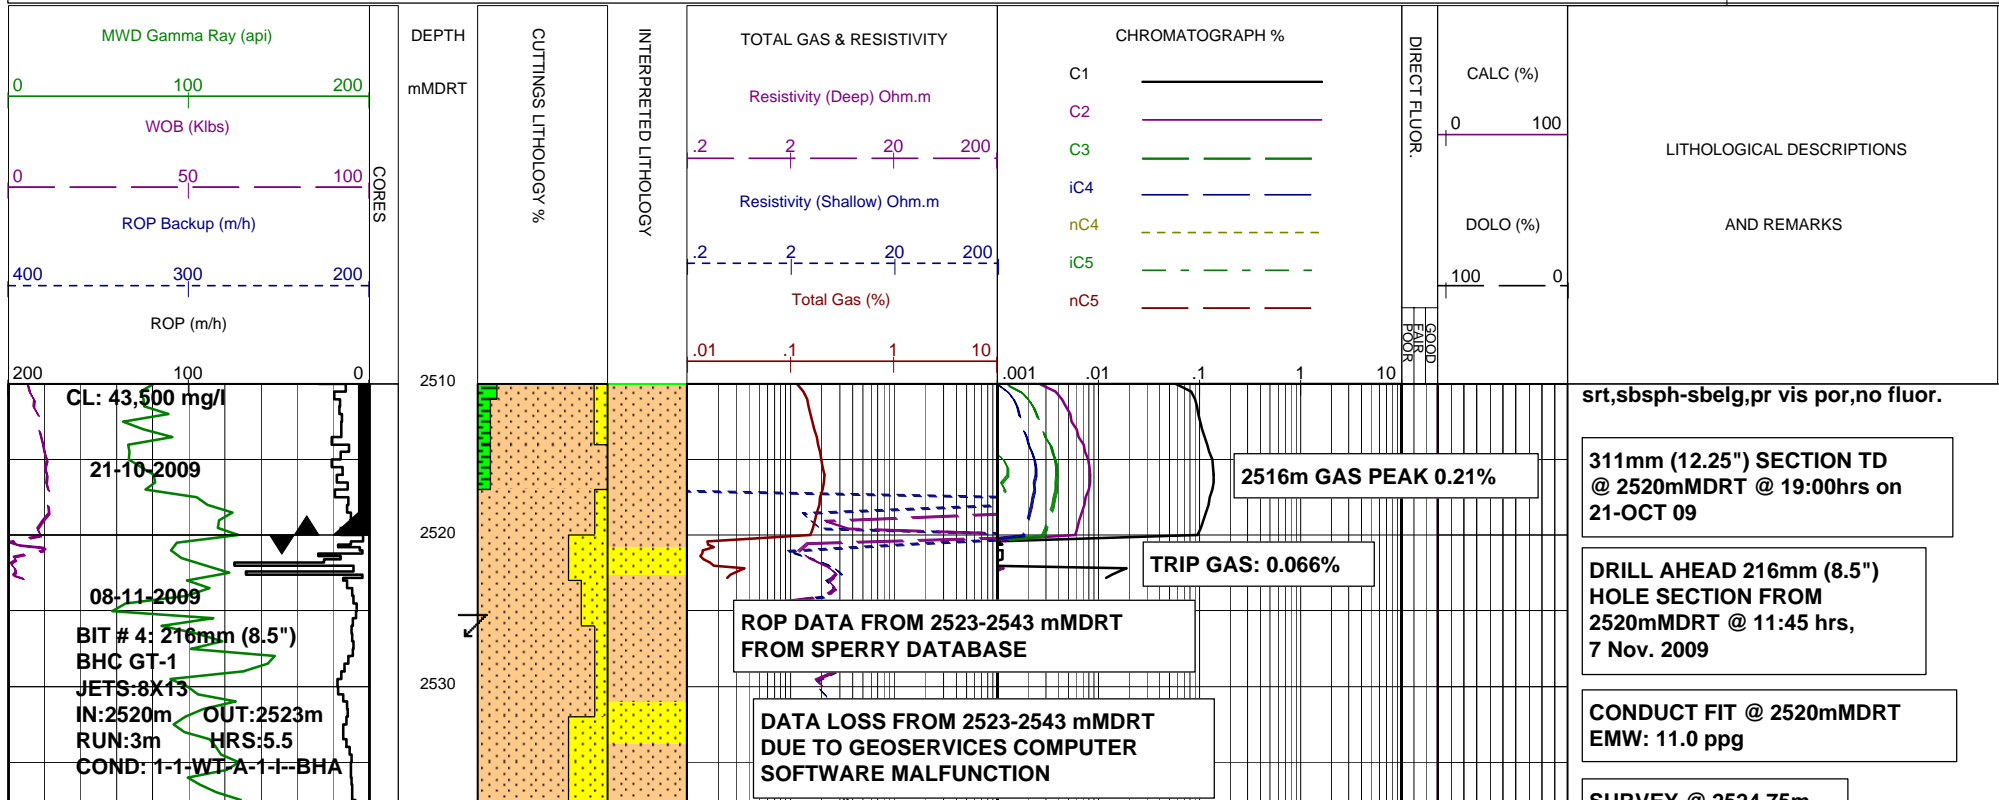 MWD Gamma Ray (api)
0 100 200
WOB (Klbs)
0 50 100
ROP Backup (m/h)
400 300 200
ROP (m/h)
200 100 0
CORES
DEPTH
mMDRT
CUTTINGS LITHOLOGY %
INTERPRETED LITHOLOGY
TOTAL GAS & RESISTIVITY
Resistivity (Deep) Ohm.m
.2 2 20 200
Resistivity (Shallow) Ohm.m
.2 2 20 200
Total Gas (%)
.01 .1 1 10
CHROMATOGRAPH %
C1
C2
C3
iC4
nC4
iC5
nC5
.001 .01 .1 1 10
DIRECT FLUOR.
POOR
FAIR
GOOD
CALC (%)
0 100
DOLO (%)
100 0
LITHOLOGICAL DESCRIPTIONS
AND REMARKS
CL: 43,500 mg/l
21-10-2009
08-11-2009
BIT # 4: 216mm (8.5")
BHC GT-1
JETS:8X13
IN:2520m OUT:2523m
RUN:3m HRS:5.5
COND: 1-1-WT-A-1-I--BHA
2510
2520
2530
2516m GAS PEAK 0.21%
TRIP GAS: 0.066%
ROP DATA FROM 2523-2543 mMDRT
FROM SPERRY DATABASE
DATA LOSS FROM 2523-2543 mMDRT
DUE TO GEOSERVICES COMPUTER
SOFTWARE MALFUNCTION
srt,sbsph-sbelg,pr vis por,no fluor.
311mm (12.25") SECTION TD
@ 2520mMDRT @ 19:00hrs on
21-OCT 09
DRILL AHEAD 216mm (8.5")
HOLE SECTION FROM
2520mMDRT @ 11:45 hrs,
7 Nov. 2009
CONDUCT FIT @ 2520mMDRT
EMW: 11.0 ppg
SURVEY @ 2524.75m